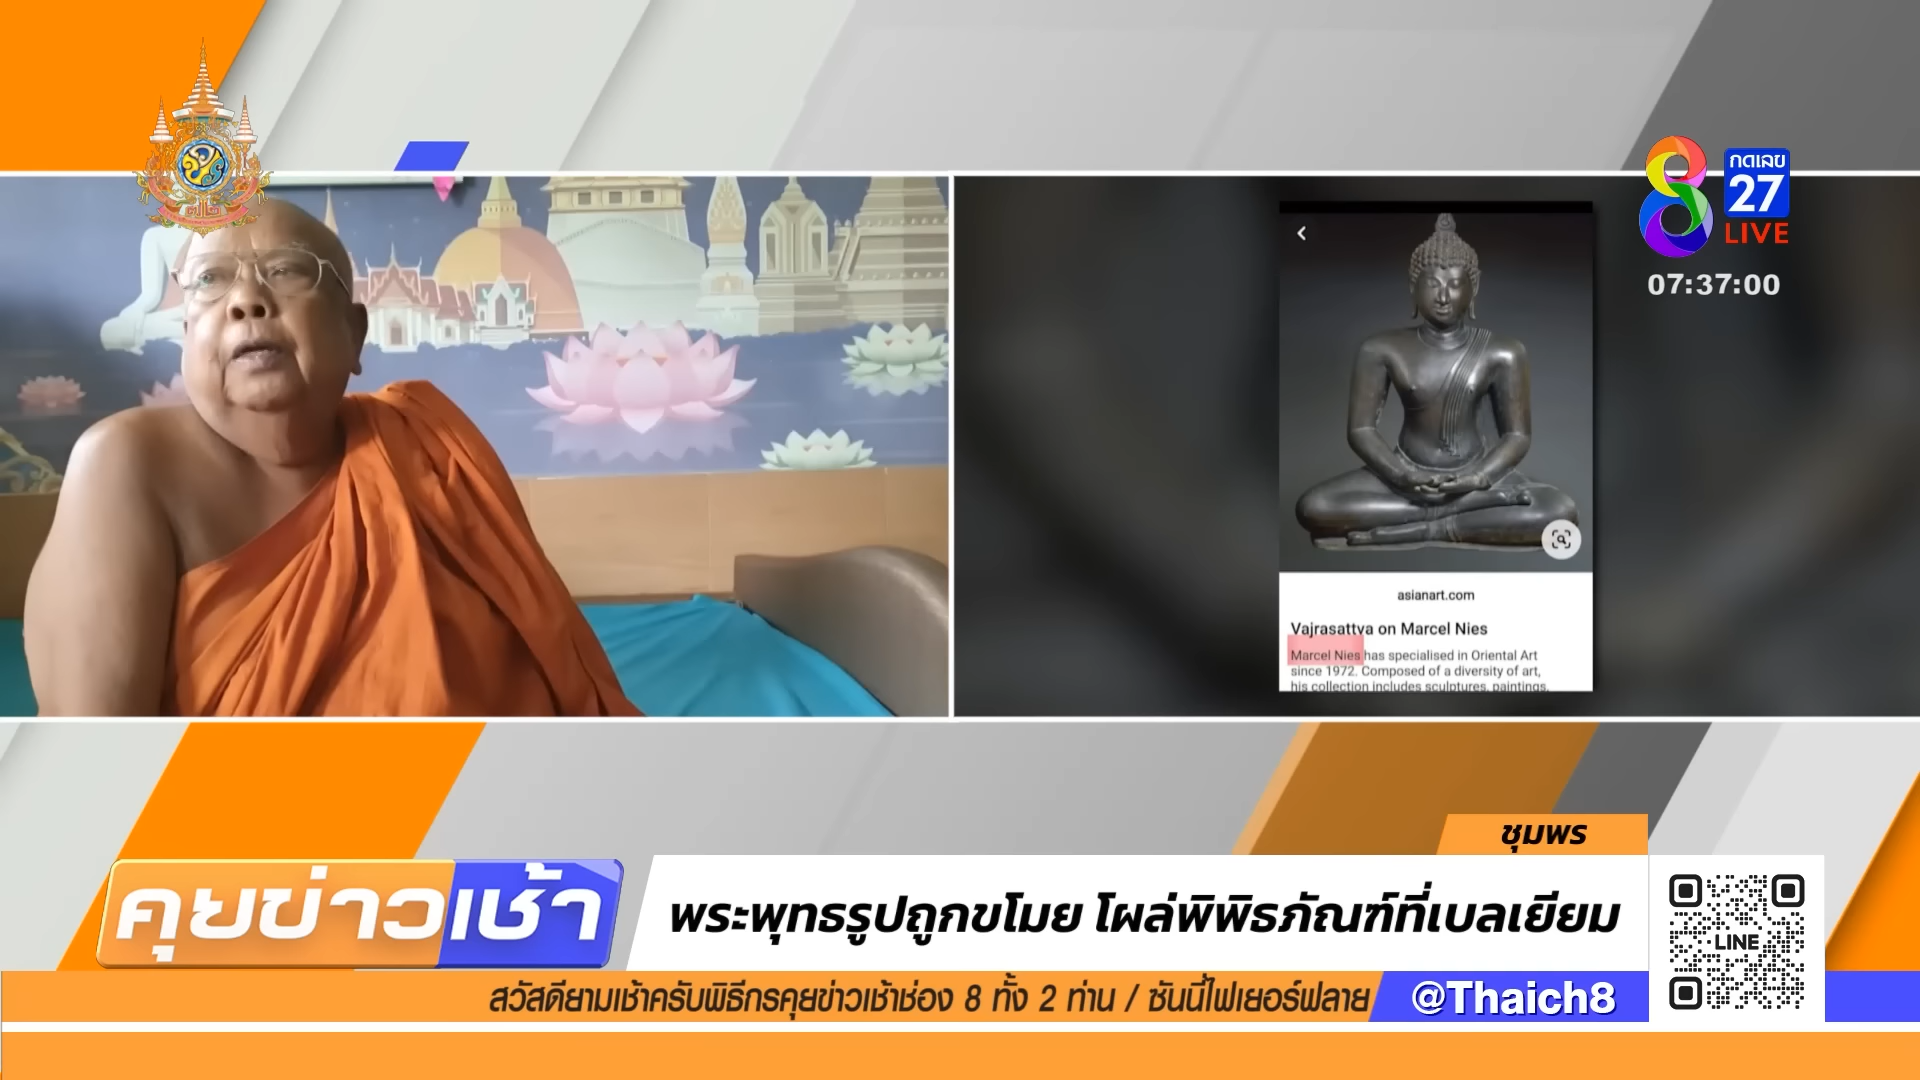 กดเลข
27
LIVE
07:37:00
asianart.com
Vajrasattva on Marcel Nies
Marcel Nies has specialised in Oriental Art
since 1972. Composed of a diversity of art,
his collection includes sculptures, paintings,
ชุมพร
คุยข่าวเช้า
พระพุทธรูปถูกขโมย โผล่พิพิธภัณฑ์ที่เบลเยียม
LINE
สวัสดียามเช้าครับพิธีกรคุยข่าวเช้าช่อง 8 ทั้ง 2 ท่าน / ซันนี้ไฟเยอร์ฟลาย
@Thaich8